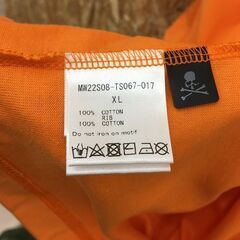 MW22S08-TS067-017
XL
100% COTTON
RIB
100% COTTON
Do not iron on motif